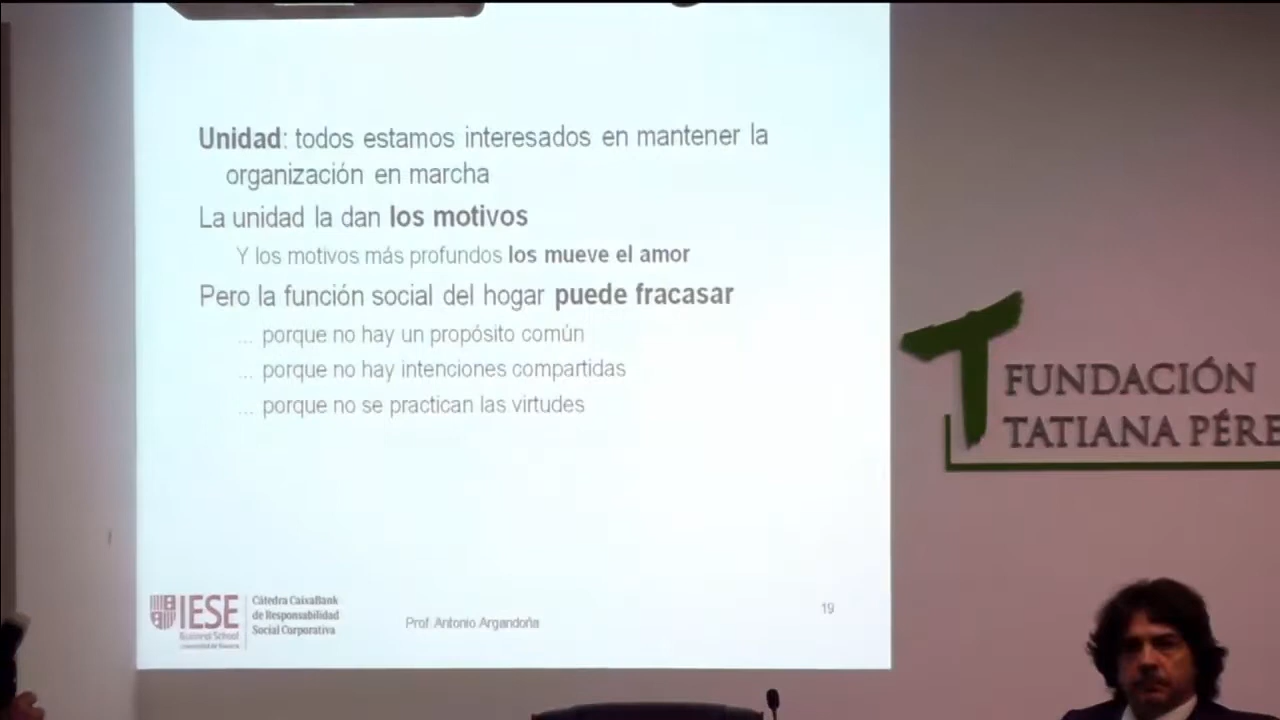 Unidad: todos estamos interesados en mantener la
organización en marcha
La unidad la dan los motivos
Y los motivos más profundos los mueve el amor
Pero la función social del hogar puede fracasar
... porque no hay un propósito común
... porque no hay intenciones compartidas
... porque no se practican las virtudes
FUNDACIÓN
TATIANA PÉRE
IESE
Business School
Universidad de Navarra
Cátedra CaixaBank
de Responsabilidad
Social Corporativa
Prof. Antonio Argandoña
19